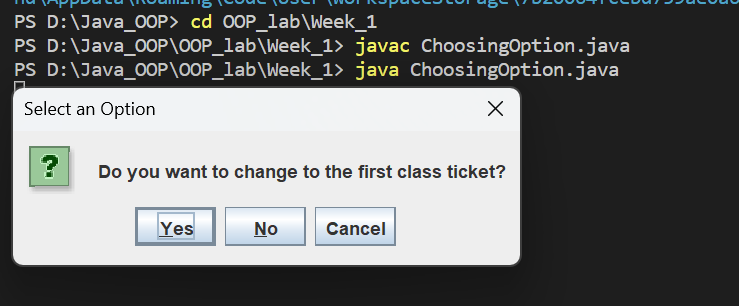 PS D:\Java_OOP> cd OOP_lab\Week_1
PS D:\Java_OOP\OOP_lab\Week_1> javac ChoosingOption.java
PS D:\Java_OOP\OOP_lab\Week_1> java ChoosingOption.java
Select an Option
Do you want to change to the first class ticket?
Yes No Cancel